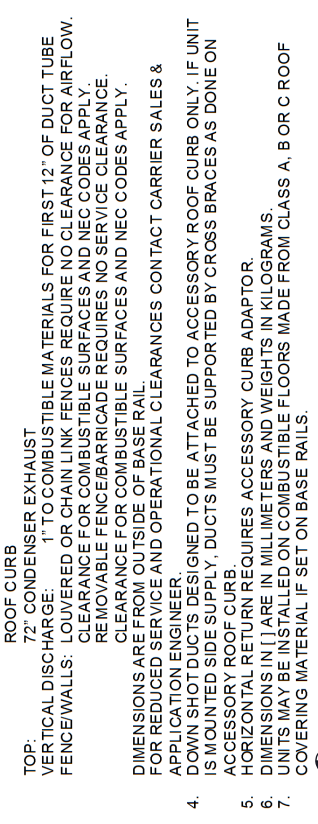 ROOF CURB
TOP: 72" CONDENSER EXHAUST
VERTICAL DISCHARGE: 1" TO COMBUSTIBLE MATERIALS FOR FIRST 12" OF DUCT TUBE
FENCE/WALLS: LOUVERED OR CHAIN LINK FENCES REQUIRE NO CLEARANCE FOR AIRFLOW.
CLEARANCE FOR COMBUSTIBLE SURFACES AND NEC CODES APPLY.
REMOVABLE FENCE/BARRICADE REQUIRES NO SERVICE CLEARANCE.
CLEARANCE FOR COMBUSTIBLE SURFACES AND NEC CODES APPLY.
DIMENSIONS ARE FROM OUTSIDE OF BASE RAIL.
FOR REDUCED SERVICE AND OPERATIONAL CLEARANCES CONTACT CARRIER SALES &
APPLICATION ENGINEER.
4. DOWN SHOT DUCTS DESIGNED TO BE ATTACHED TO ACCESSORY ROOF CURB ONLY. IF UNIT
IS MOUNTED SIDE SUPPLY, DUCTS MUST BE SUPPORTED BY CROSS BRACES AS DONE ON
ACCESSORY ROOF CURB.
5. HORIZONTAL RETURN REQUIRES ACCESSORY CURB ADAPTOR.
6. DIMENSIONS IN [ ] ARE IN MILLIMETERS AND WEIGHTS IN KILOGRAMS.
7. UNITS MAY BE INSTALLED ON COMBUSTIBLE FLOORS MADE FROM CLASS A, B OR C ROOF
COVERING MATERIAL IF SET ON BASE RAILS.